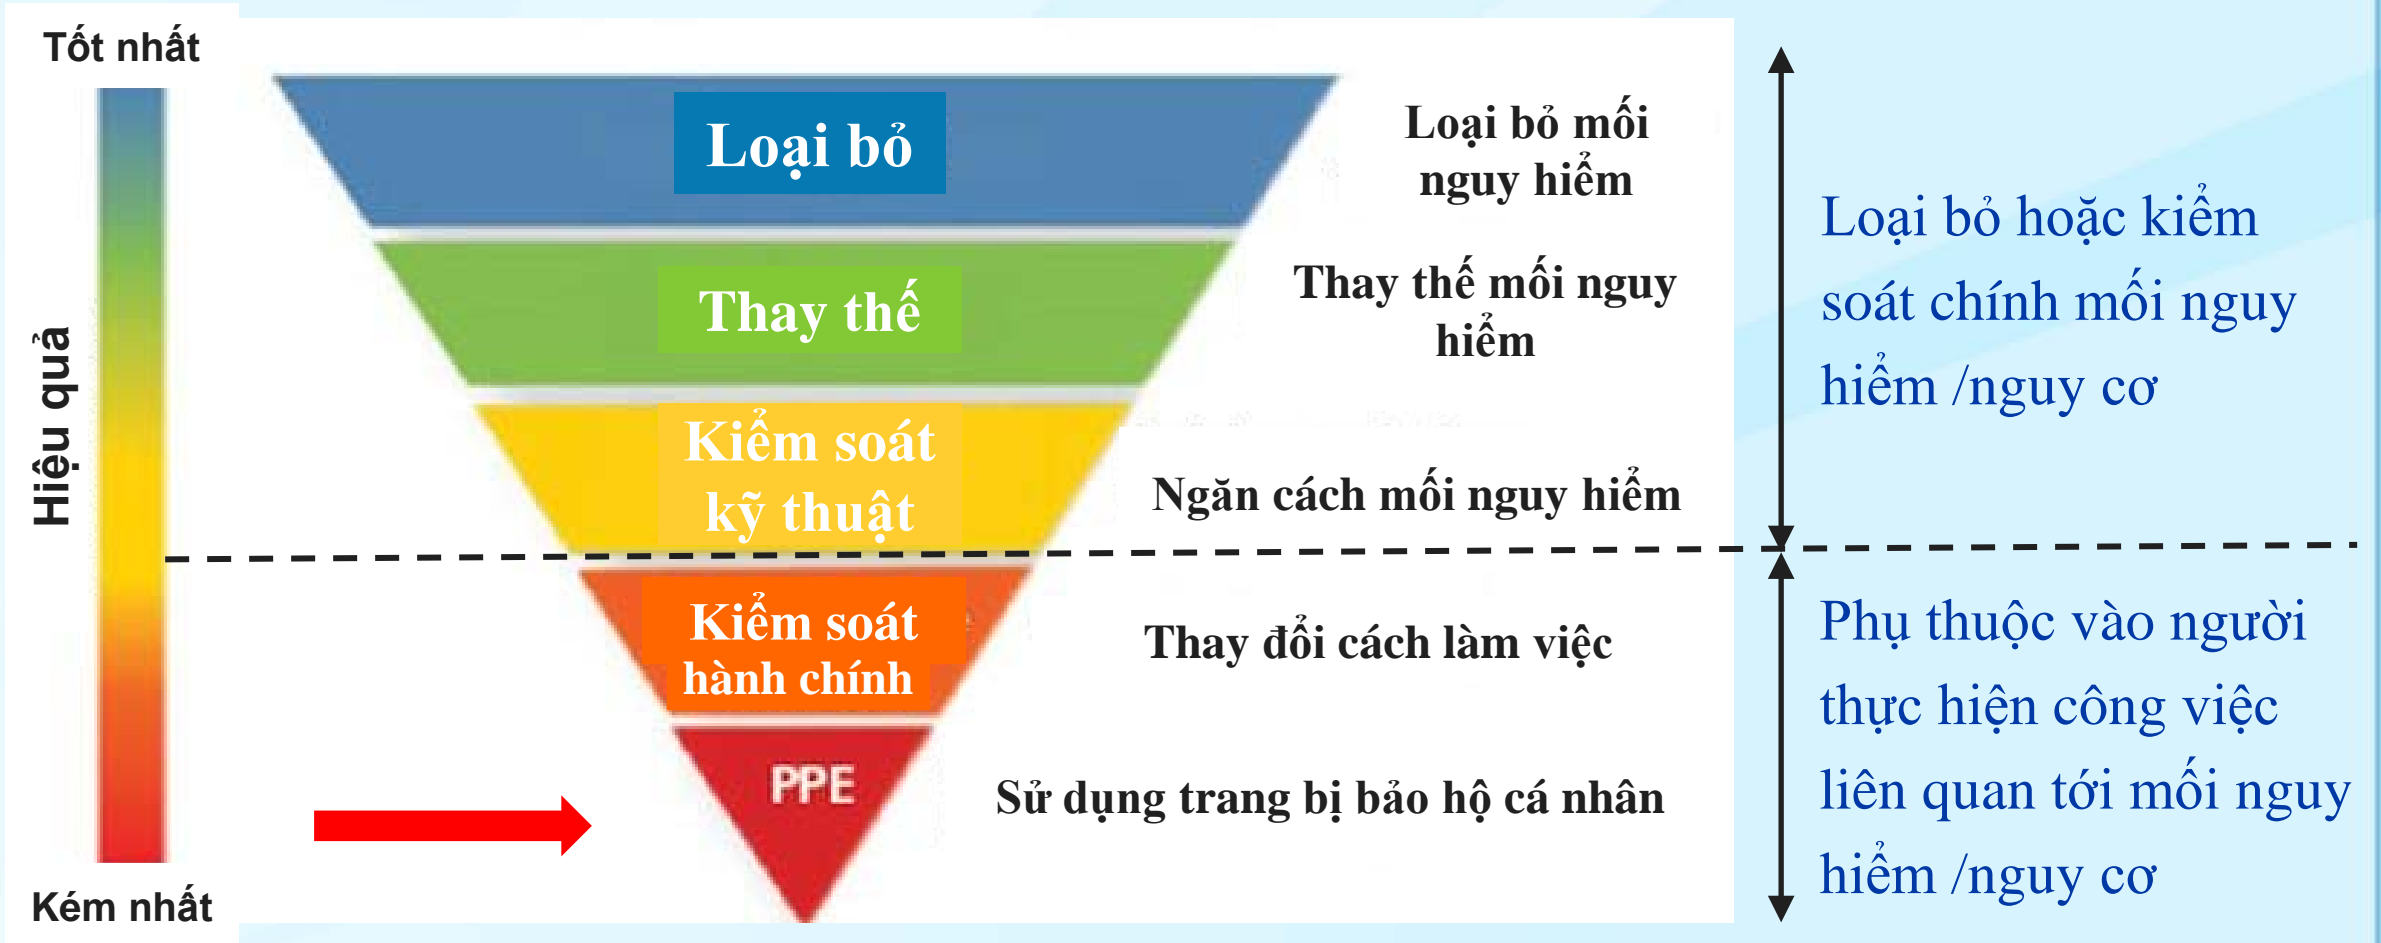 Tốt nhất
Hiệu quả
Kém nhất
Loại bỏ
Loại bỏ mối
nguy hiểm
Thay thế
Thay thế mối nguy
hiểm
Kiểm soát
kỹ thuật
Ngăn cách mối nguy hiểm
Kiểm soát
hành chính
Thay đổi cách làm việc
PPE
Sử dụng trang bị bảo hộ cá nhân
Loại bỏ hoặc kiểm
soát chính mối nguy
hiểm /nguy cơ
Phụ thuộc vào người
thực hiện công việc
liên quan tới mối nguy
hiểm /nguy cơ